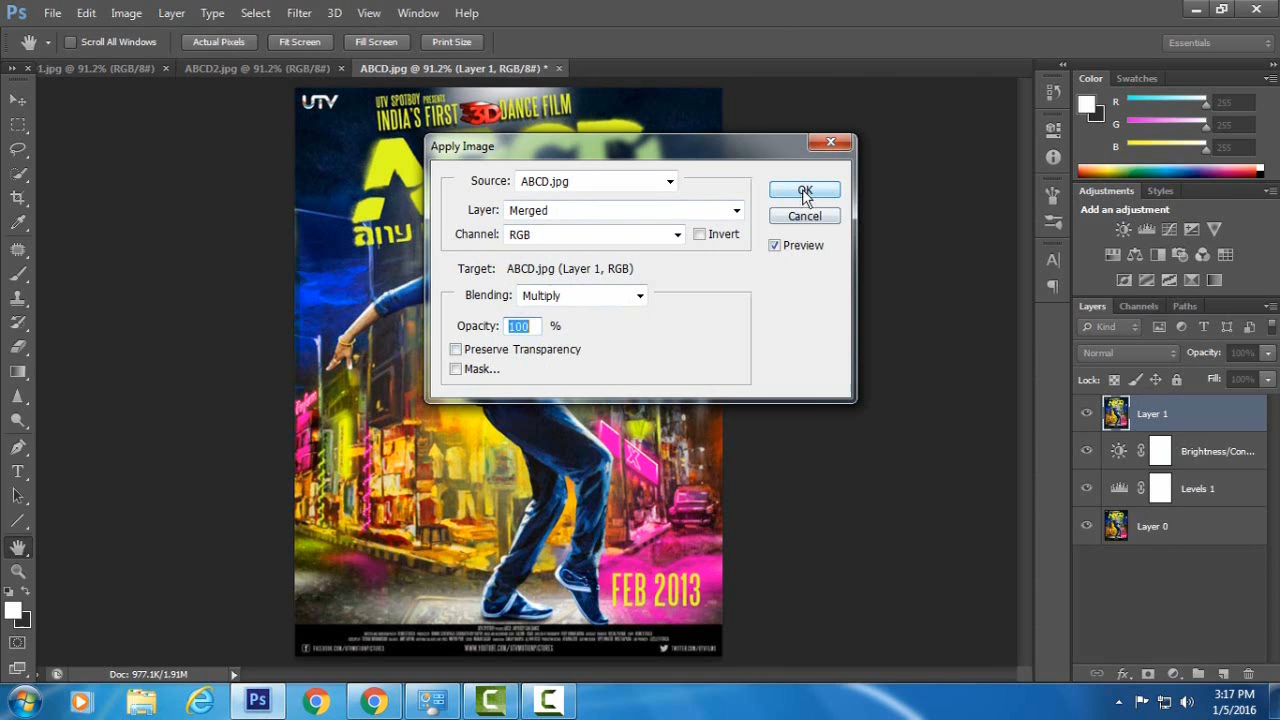 Ps File Edit Image Layer Type Select Filter 3D View Window Help
Scroll All Windows Actual Pixels Fit Screen Fill Screen Print Size Essentials
1.jpg @ 91.2% (RGB/8#) × ABCD2.jpg @ 91.2% (RGB/8#) × ABCD.jpg @ 91.2% (Layer 1, RGB/8#) * ×
Color Swatches
R 255
G 255
B 255
UTV
UTV SPOTBOY PRESENTS
INDIA'S FIRST 3D DANCE FILM
any
FEB 2013
FACEBOOK.COM/UTVMOTIONPICTURES
WWW.YOUTUBE.COM/UTVMOTIONPICTURES
TWITTER.COM/UTVFILMS
Apply Image
Source: ABCD.jpg
OK
Layer: Merged
Cancel
Channel: RGB Invert
Preview
Target: ABCD.jpg (Layer 1, RGB)
Blending: Multiply
Opacity: 100 %
Preserve Transparency
Mask...
Adjustments Styles
Add an adjustment
Layers Channels Paths
Kind
Normal Opacity: 100%
Lock: Fill: 100%
Layer 1
Brightness/Con...
Levels 1
Layer 0
Doc: 977.1K/1.91M
3:17 PM
1/5/2016